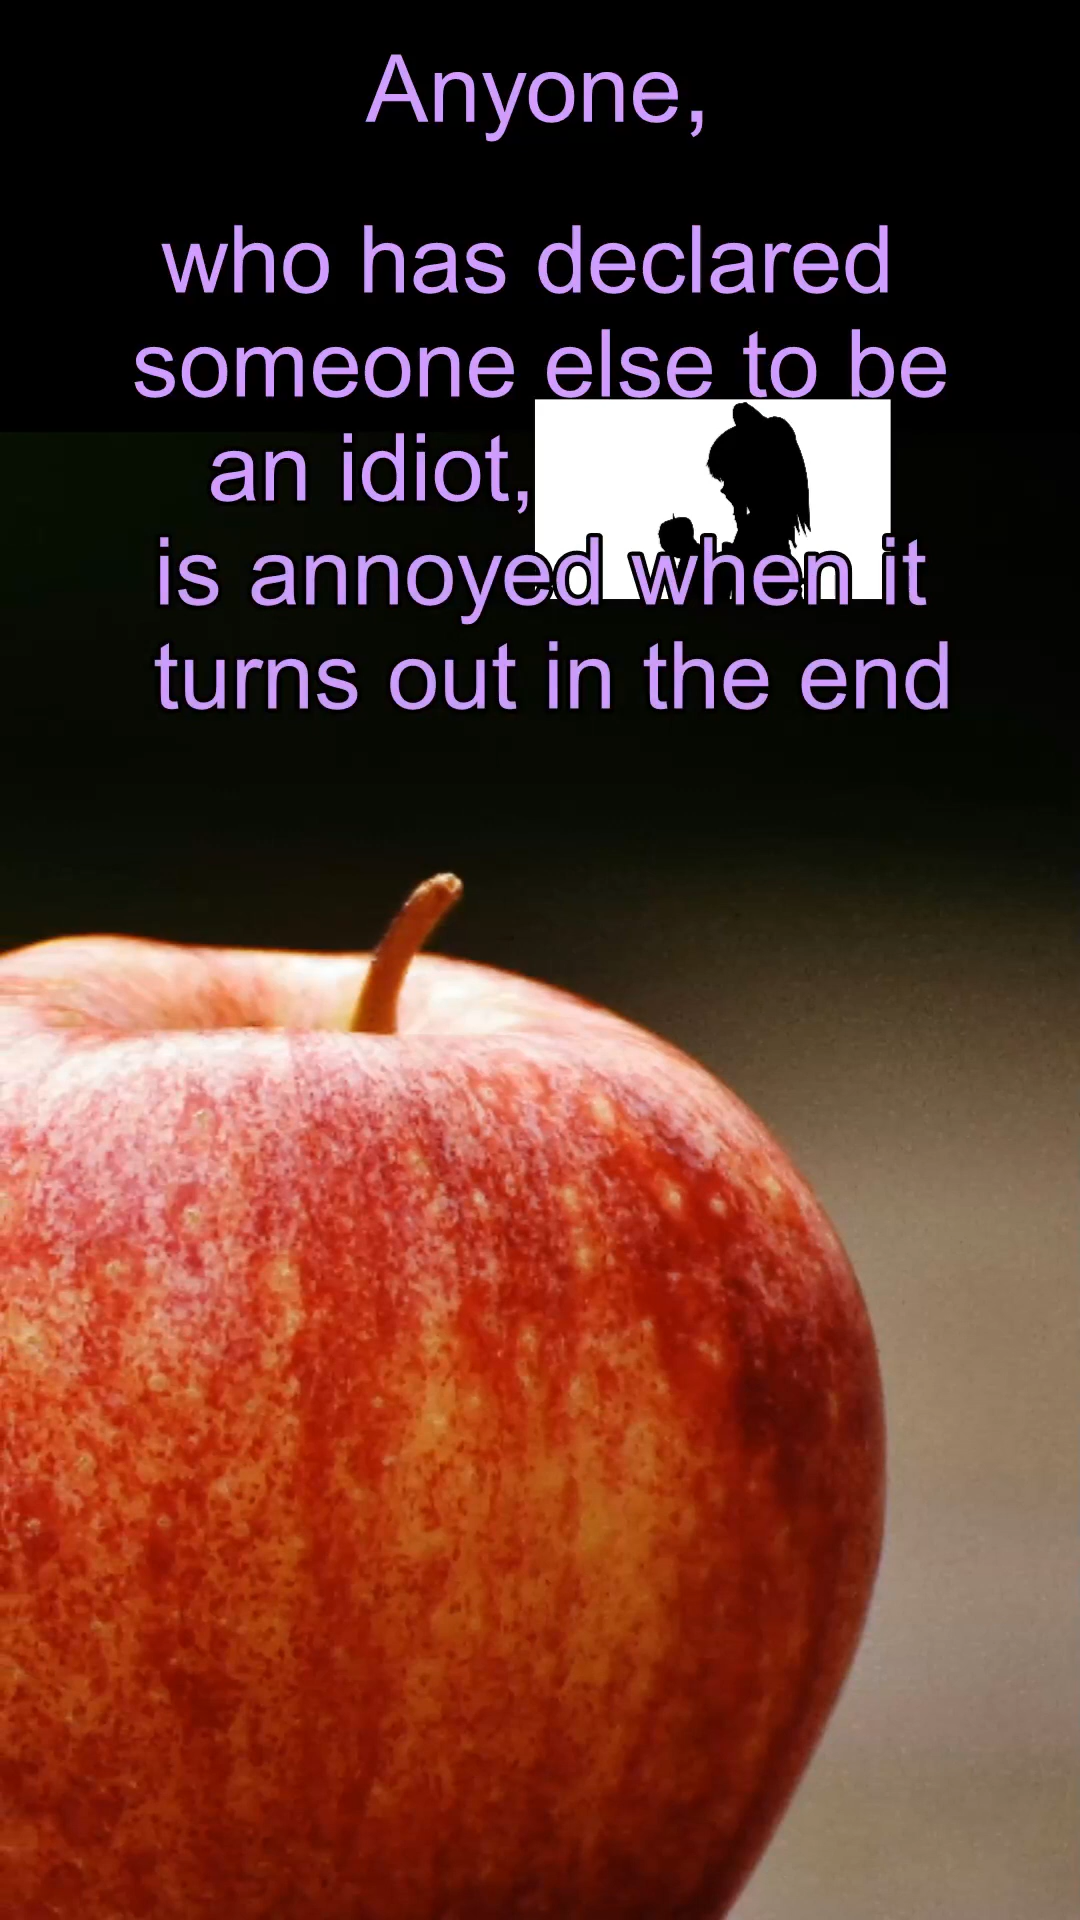 Anyone,
who has declared
someone else to be
an idiot,
is annoyed when it
turns out in the end